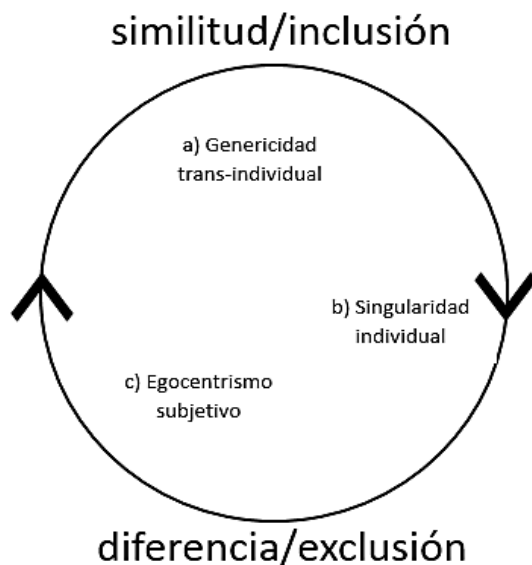 similitud/inclusión
a) Genericidad
trans-individual
b) Singularidad
individual
c) Egocentrismo
subjetivo
diferencia/exclusión